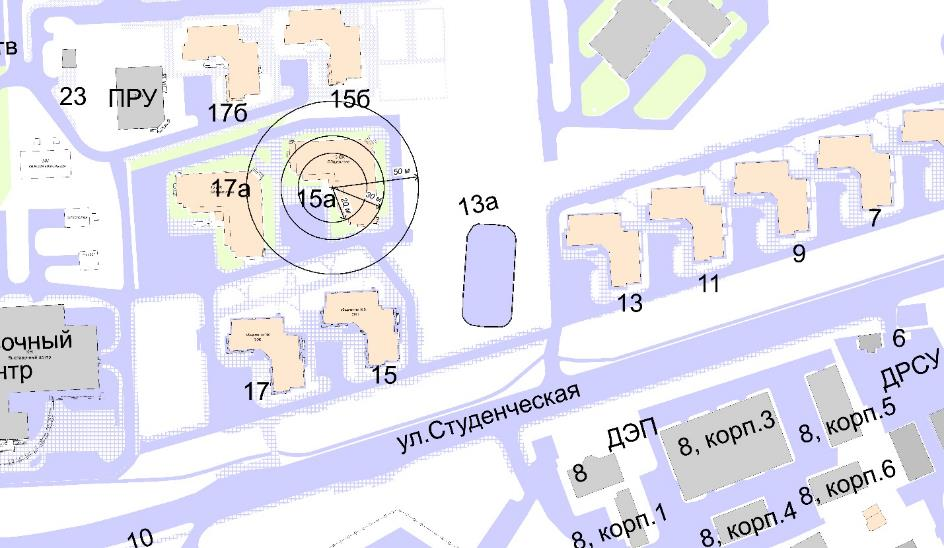 тв
23
ПРУ
17б
15б
17а
15а
50 м
30 м
20 м
13а
7
9
11
13
15
17
очный
нтр
ул.Студенческая
6
ДРСУ
ДЭП
8
8, корп.3
8, корп.5
8, корп.1
8, корп.4
8, корп.6
10